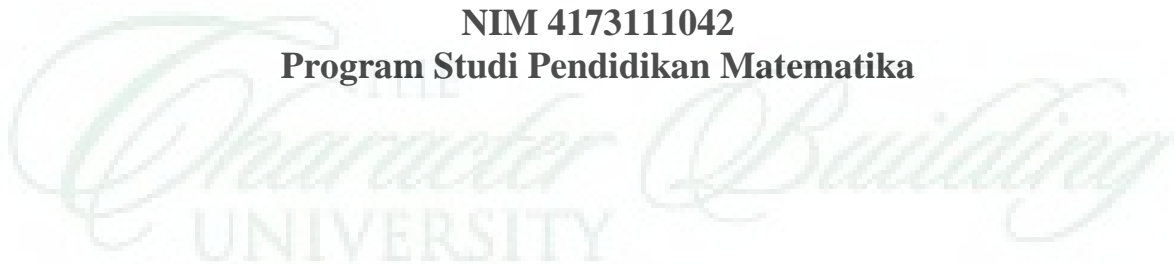 NIM 4173111042
Program Studi Pendidikan Matematika
THE
Character Building
UNIVERSITY